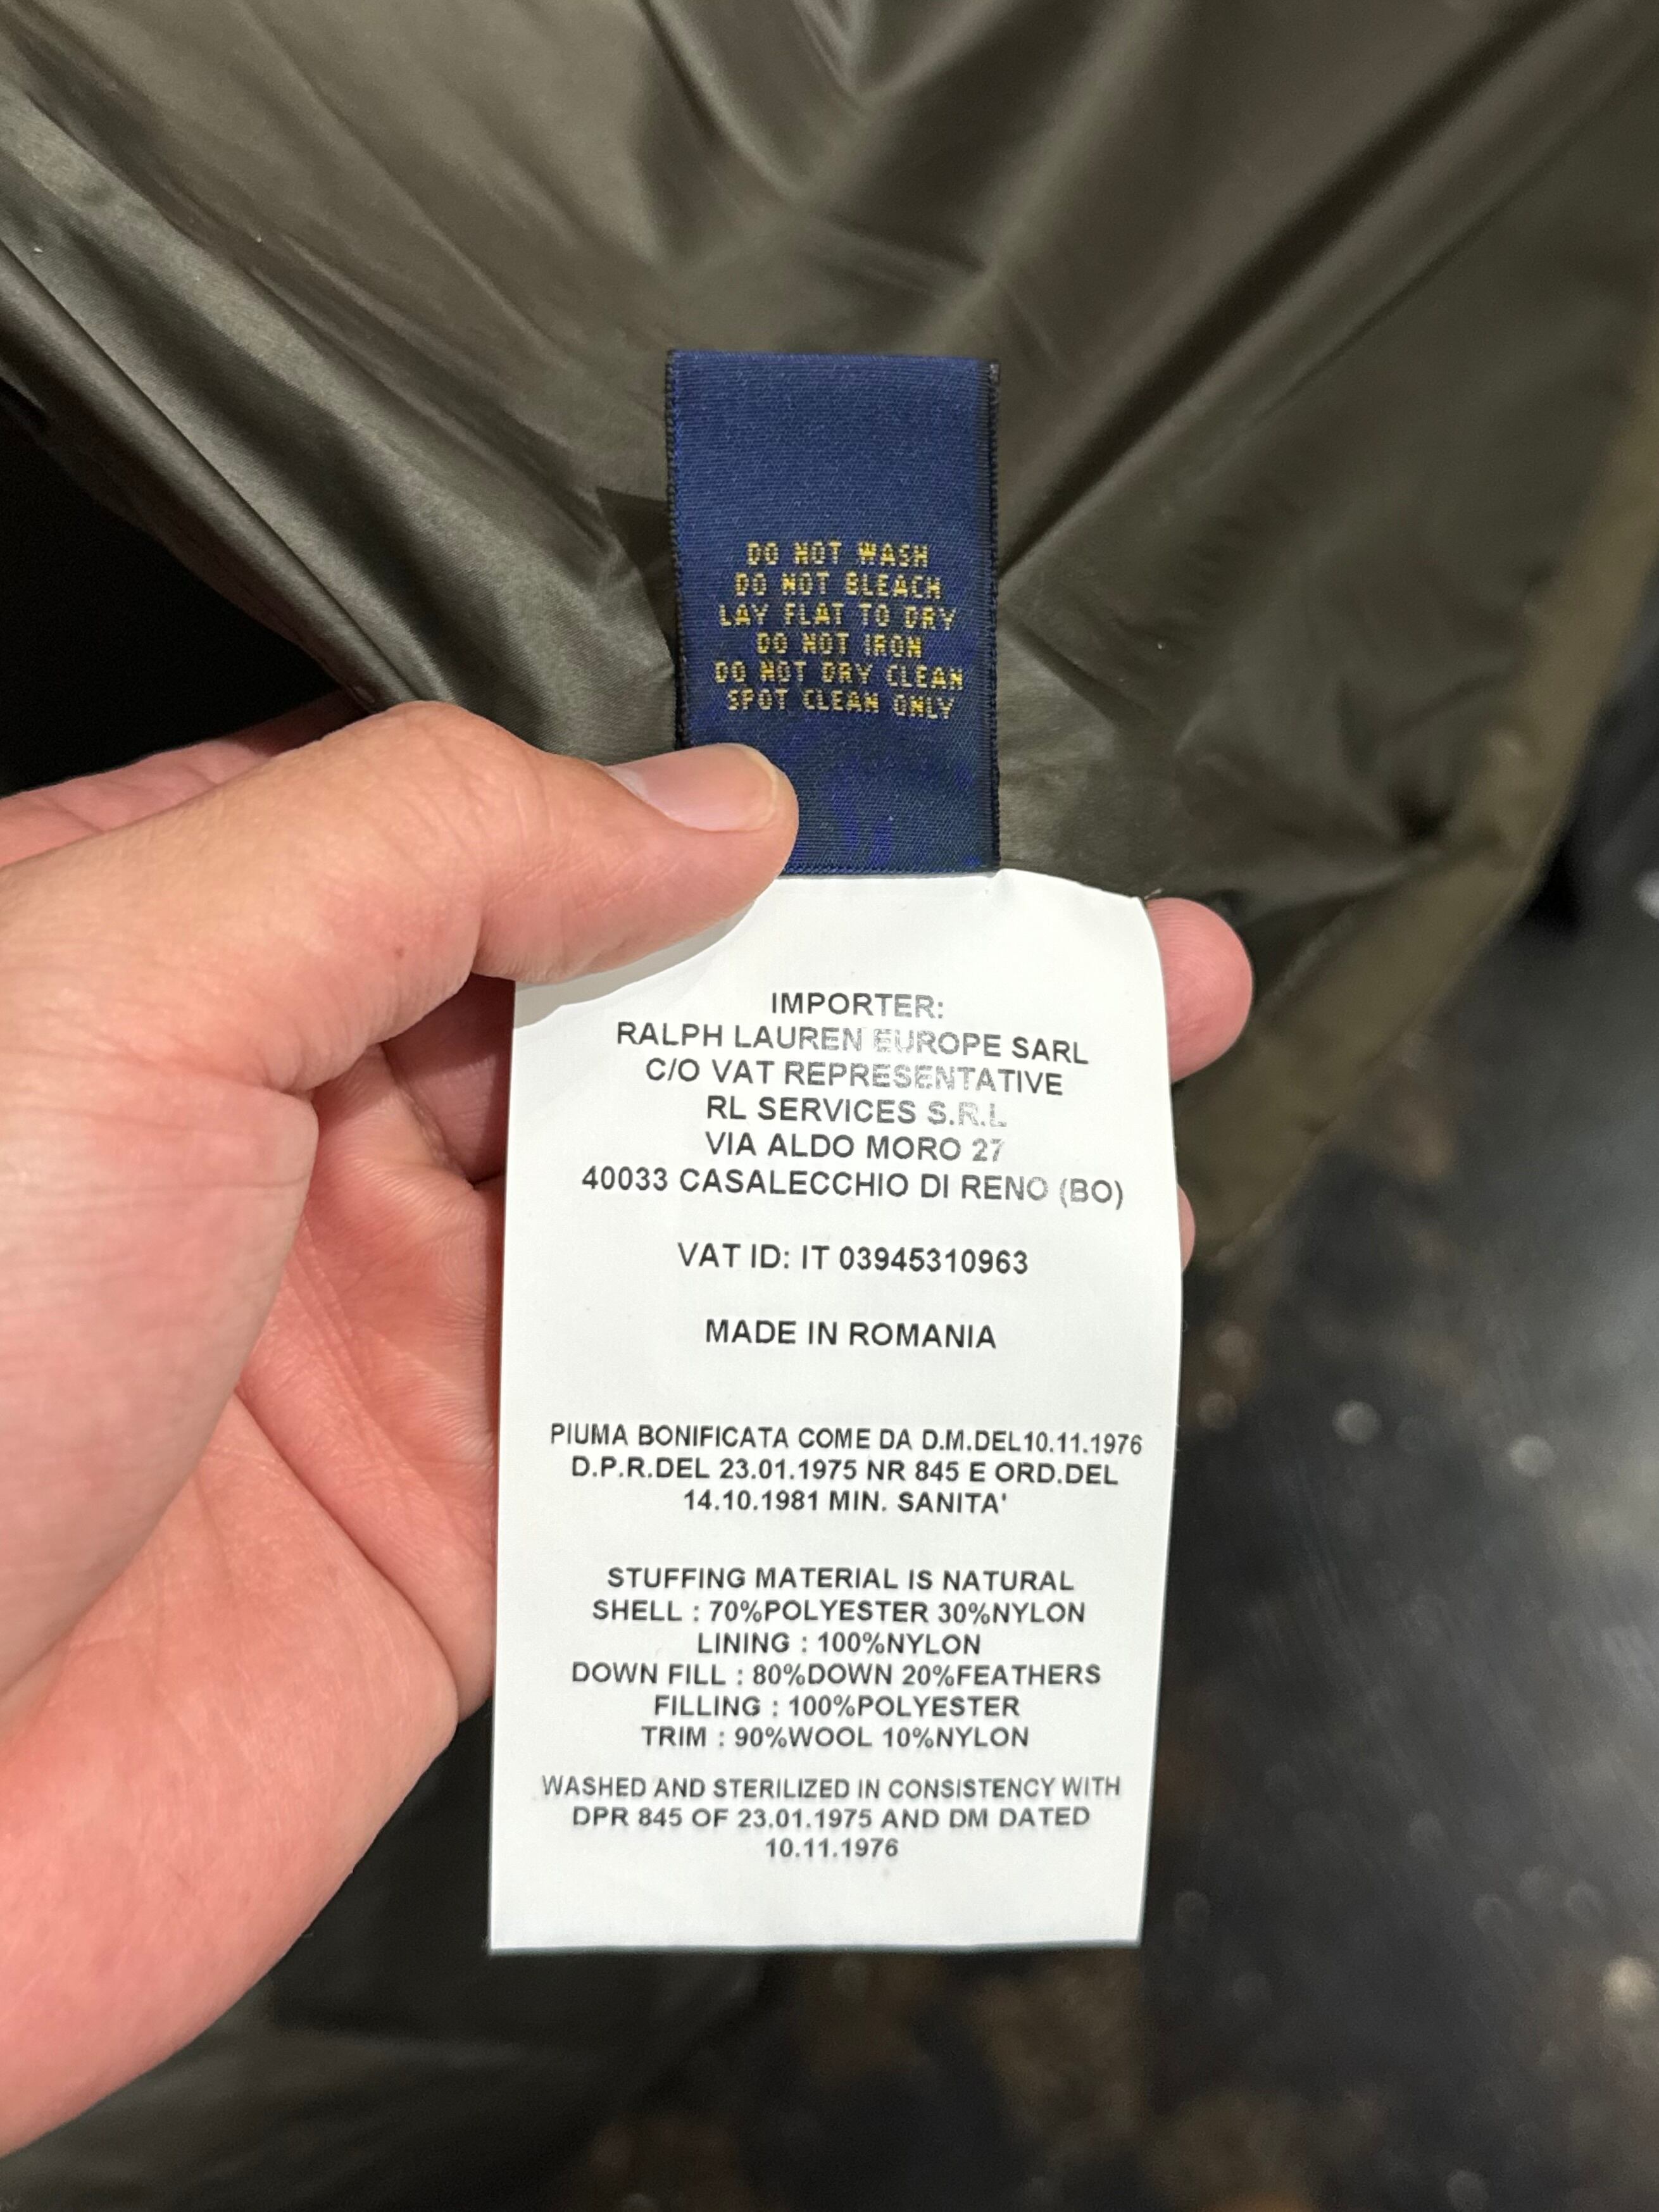 DO NOT WASH
DO NOT BLEACH
LAY FLAT TO DRY
DO NOT IRON
DO NOT DRY CLEAN
SPOT CLEAN ONLY
IMPORTER:
RALPH LAUREN EUROPE SARL
C/O VAT REPRESENTATIVE
RL SERVICES S.R.L
VIA ALDO MORO 27
40033 CASALECCHIO DI RENO (BO)
VAT ID: IT 03945310963
MADE IN ROMANIA
PIUMA BONIFICATA COME DA D.M.DEL10.11.1976
D.P.R.DEL 23.01.1975 NR 845 E ORD.DEL
14.10.1981 MIN. SANITA'
STUFFING MATERIAL IS NATURAL
SHELL : 70%POLYESTER 30%NYLON
LINING : 100%NYLON
DOWN FILL : 80%DOWN 20%FEATHERS
FILLING : 100%POLYESTER
TRIM : 90%WOOL 10%NYLON
WASHED AND STERILIZED IN CONSISTENCY WITH
DPR 845 OF 23.01.1975 AND DM DATED
10.11.1976